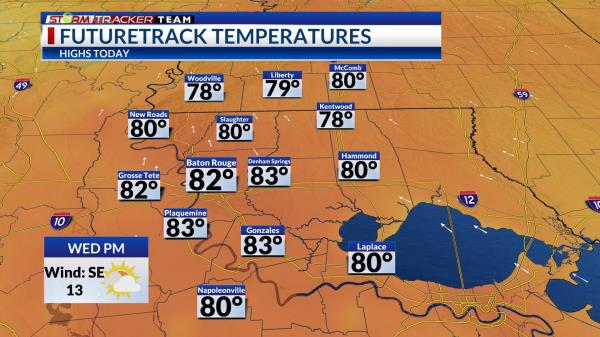 STORM TRACKER TEAM
FUTURETRACK TEMPERATURES
HIGHS TODAY
49
Woodville
78°
Liberty
79°
McComb
80°
59
New Roads
80°
Slaughter
80°
Kentwood
78°
Grosse Tete
82°
Baton Rouge
82°
Denham Springs
83°
Hammond
80°
12
10
10
Plaquemine
83°
Gonzales
83°
Laplace
80°
WED PM
Wind: SE
13
Napoleonville
80°